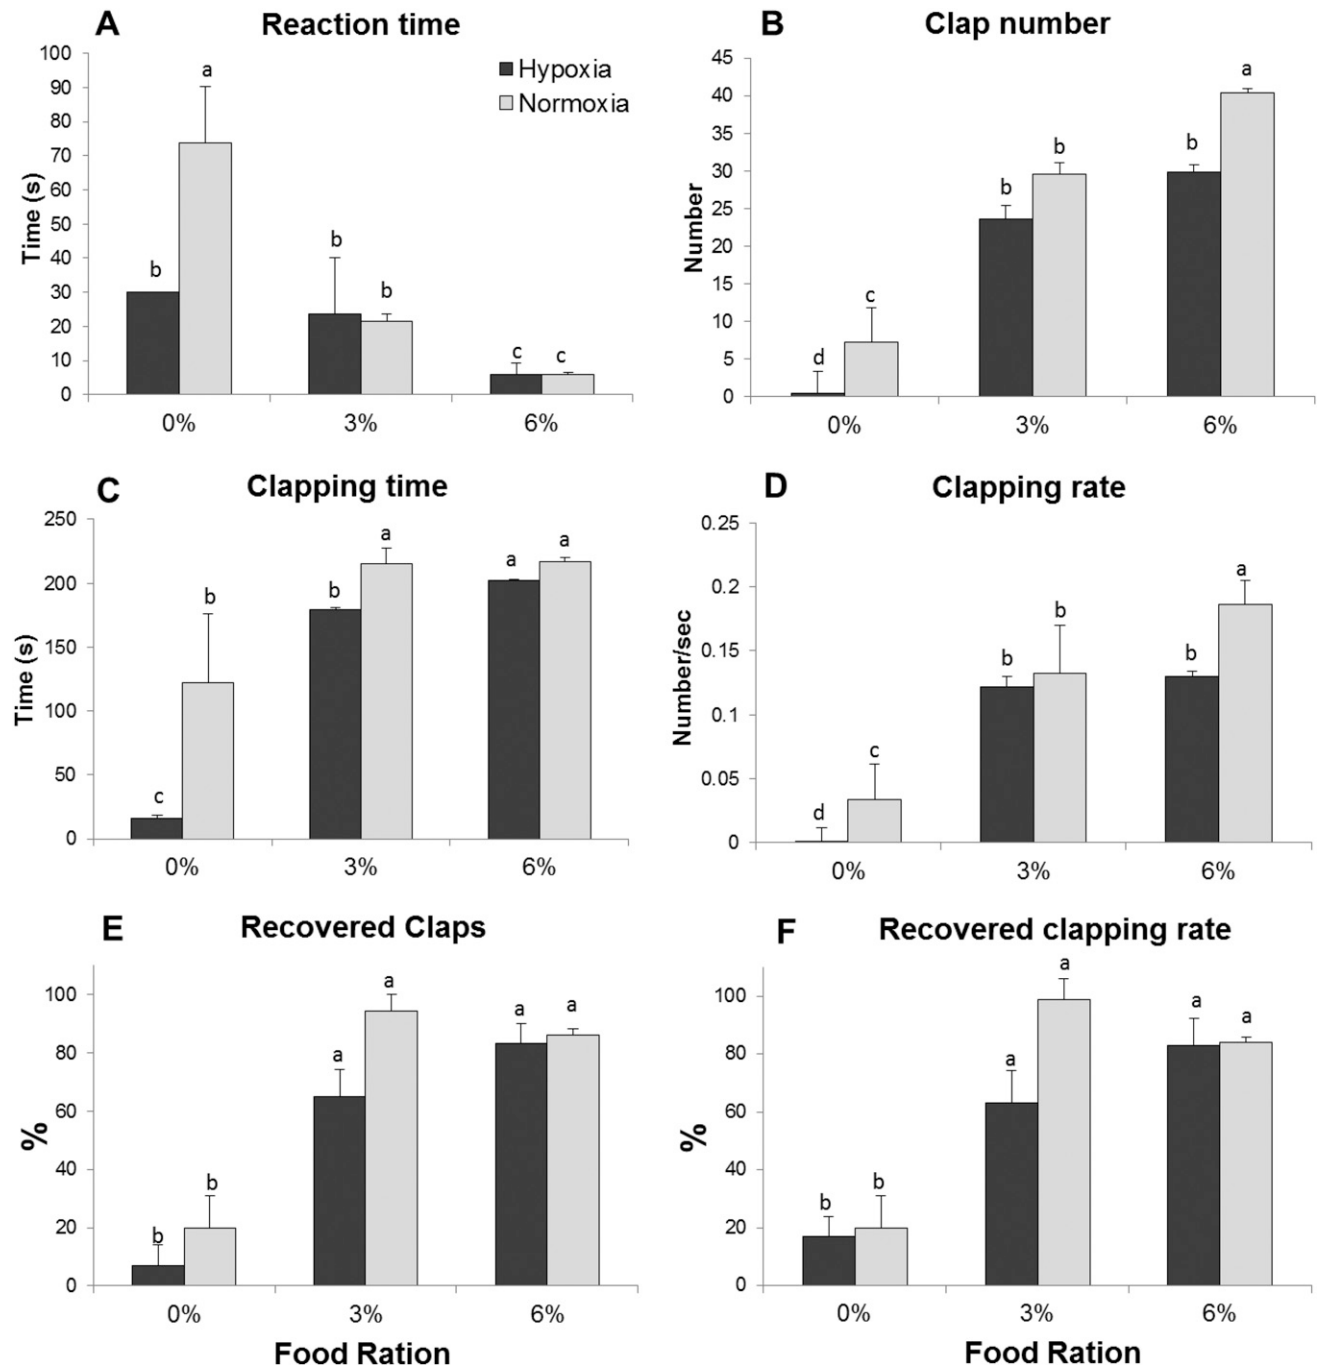 A Reaction time
100
90
80
70
60
50
40
30
20
10
0
Time (s)
a
b
b
b
c c
Hypoxia
Normoxia
0% 3% 6%
B Clap number
45
40
35
30
25
20
15
10
5
0
Number
d
c
b
b
b
a
0% 3% 6%
C Clapping time
250
200
150
100
50
0
Time (s)
c
b
b
a
a
a
0% 3% 6%
D Clapping rate
0.25
0.2
0.15
0.1
0.05
0
Number/sec
d
c
b
b
b
a
0% 3% 6%
E Recovered Claps
100
80
60
40
20
0
%
b
b
a
a
a
a
0% 3% 6%
Food Ration
F Recovered clapping rate
100
80
60
40
20
0
%
b
b
a
a
a
a
0% 3% 6%
Food Ration